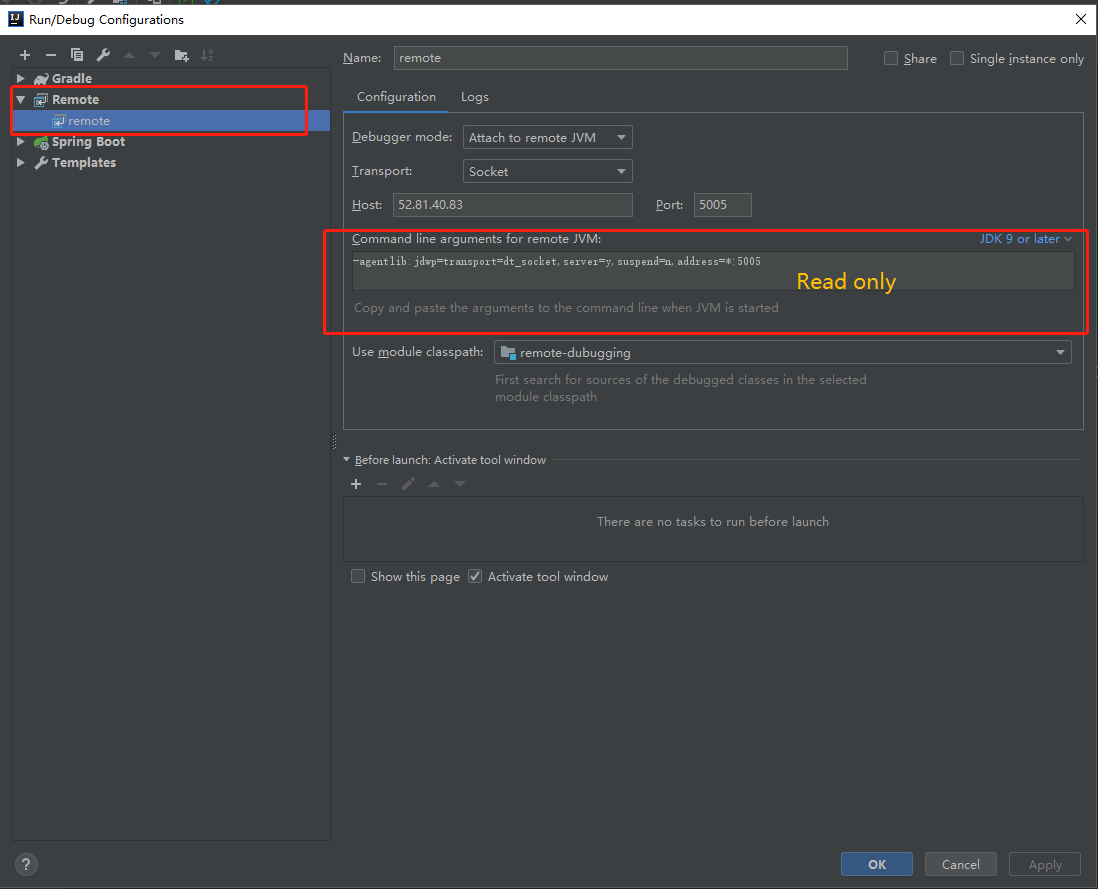 Run/Debug Configurations
Name: remote Share Single instance only
Gradle
Remote
remote
Spring Boot
Templates
Configuration Logs
Debugger mode: Attach to remote JVM
Transport: Socket
Host: 52.81.40.83 Port: 5005
Command line arguments for remote JVM: JDK 9 or later
-agentlib:jdwp=transport=dt_socket,server=y,suspend=n,address=*:5005
Read only
Copy and paste the arguments to the command line when JVM is started
Use module classpath: remote-dubugging
First search for sources of the debugged classes in the selected
module classpath
Before launch: Activate tool window
There are no tasks to run before launch
Show this page Activate tool window
? OK Cancel Apply